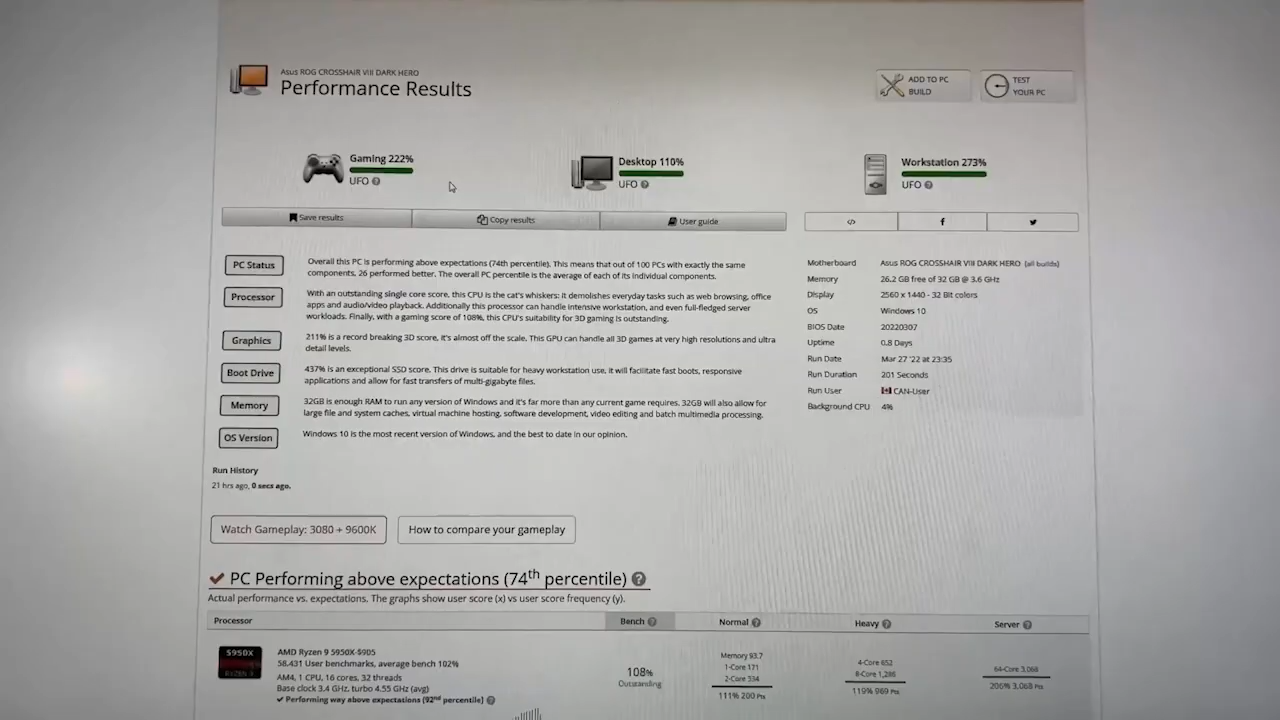 Asus ROG CROSSHAIR VIII DARK HERO
Performance Results
ADD TO PC
BUILD
TEST
YOUR PC
Gaming 222%
UFO
Desktop 110%
UFO
Workstation 273%
UFO
Save results
Copy results
User guide
PC Status
Overall this PC is performing above expectations (74th percentile). This means that out of 100 PCs with exactly the same
components, 26 performed better. The overall PC percentile is the average of each of its individual components.
Processor
With an outstanding single core score, this CPU is the cat's whiskers: It demolishes everyday tasks such as web browsing, office
apps and audio/video playback. Additionally this processor can handle intensive workstation, and even full-fledged server
workloads. Finally, with a gaming score of 108%, this CPU's suitability for 3D gaming is outstanding.
Graphics
211% is a record breaking 3D score, it's almost off the scale. This GPU can handle all 3D games at very high resolutions and ultra
detail levels.
Boot Drive
437% is an exceptional SSD score. This drive is suitable for heavy workstation use, it will facilitate fast boots, responsive
applications and allow for fast transfers of multi-gigabyte files.
Memory
32GB is enough RAM to run any version of Windows and it's far more than any current game requires. 32GB will also allow for
large file and system caches, virtual machine hosting, software development, video editing and batch multimedia processing.
OS Version
Windows 10 is the most recent version of Windows, and the best to date in our opinion.
Motherboard Asus ROG CROSSHAIR VIII DARK HERO (all builds)
Memory 26.2 GB free of 32 GB @ 3.6 GHz
Display 2560 x 1440 - 32 Bit colors
OS Windows 10
BIOS Date 20220307
Uptime 0.8 Days
Run Date Mar 27 '22 at 23:35
Run Duration 201 Seconds
Run User CAN-User
Background CPU 4%
Run History
21 hrs ago, 0 secs ago.
Watch Gameplay: 3080 + 9600K
How to compare your gameplay
PC Performing above expectations (74th percentile)
Actual performance vs. expectations. The graphs show user score (x) vs user score frequency (y).
Processor Bench Normal Heavy Server
5950X
RYZEN 9
AMD Ryzen 9 5950X-$905
58,431 User benchmarks, average bench 102%
AM4, 1 CPU, 16 cores, 32 threads
Base clock 3.4 GHz, turbo 4.55 GHz (avg)
Performing way above expectations (92nd percentile)
108%
Outstanding
Memory 93.7
1-Core 171
2-Core 334
111% 200 Pts
4-Core 652
8-Core 1,286
119% 969 Pts
64-Core 3,068
206% 3,068 Pts